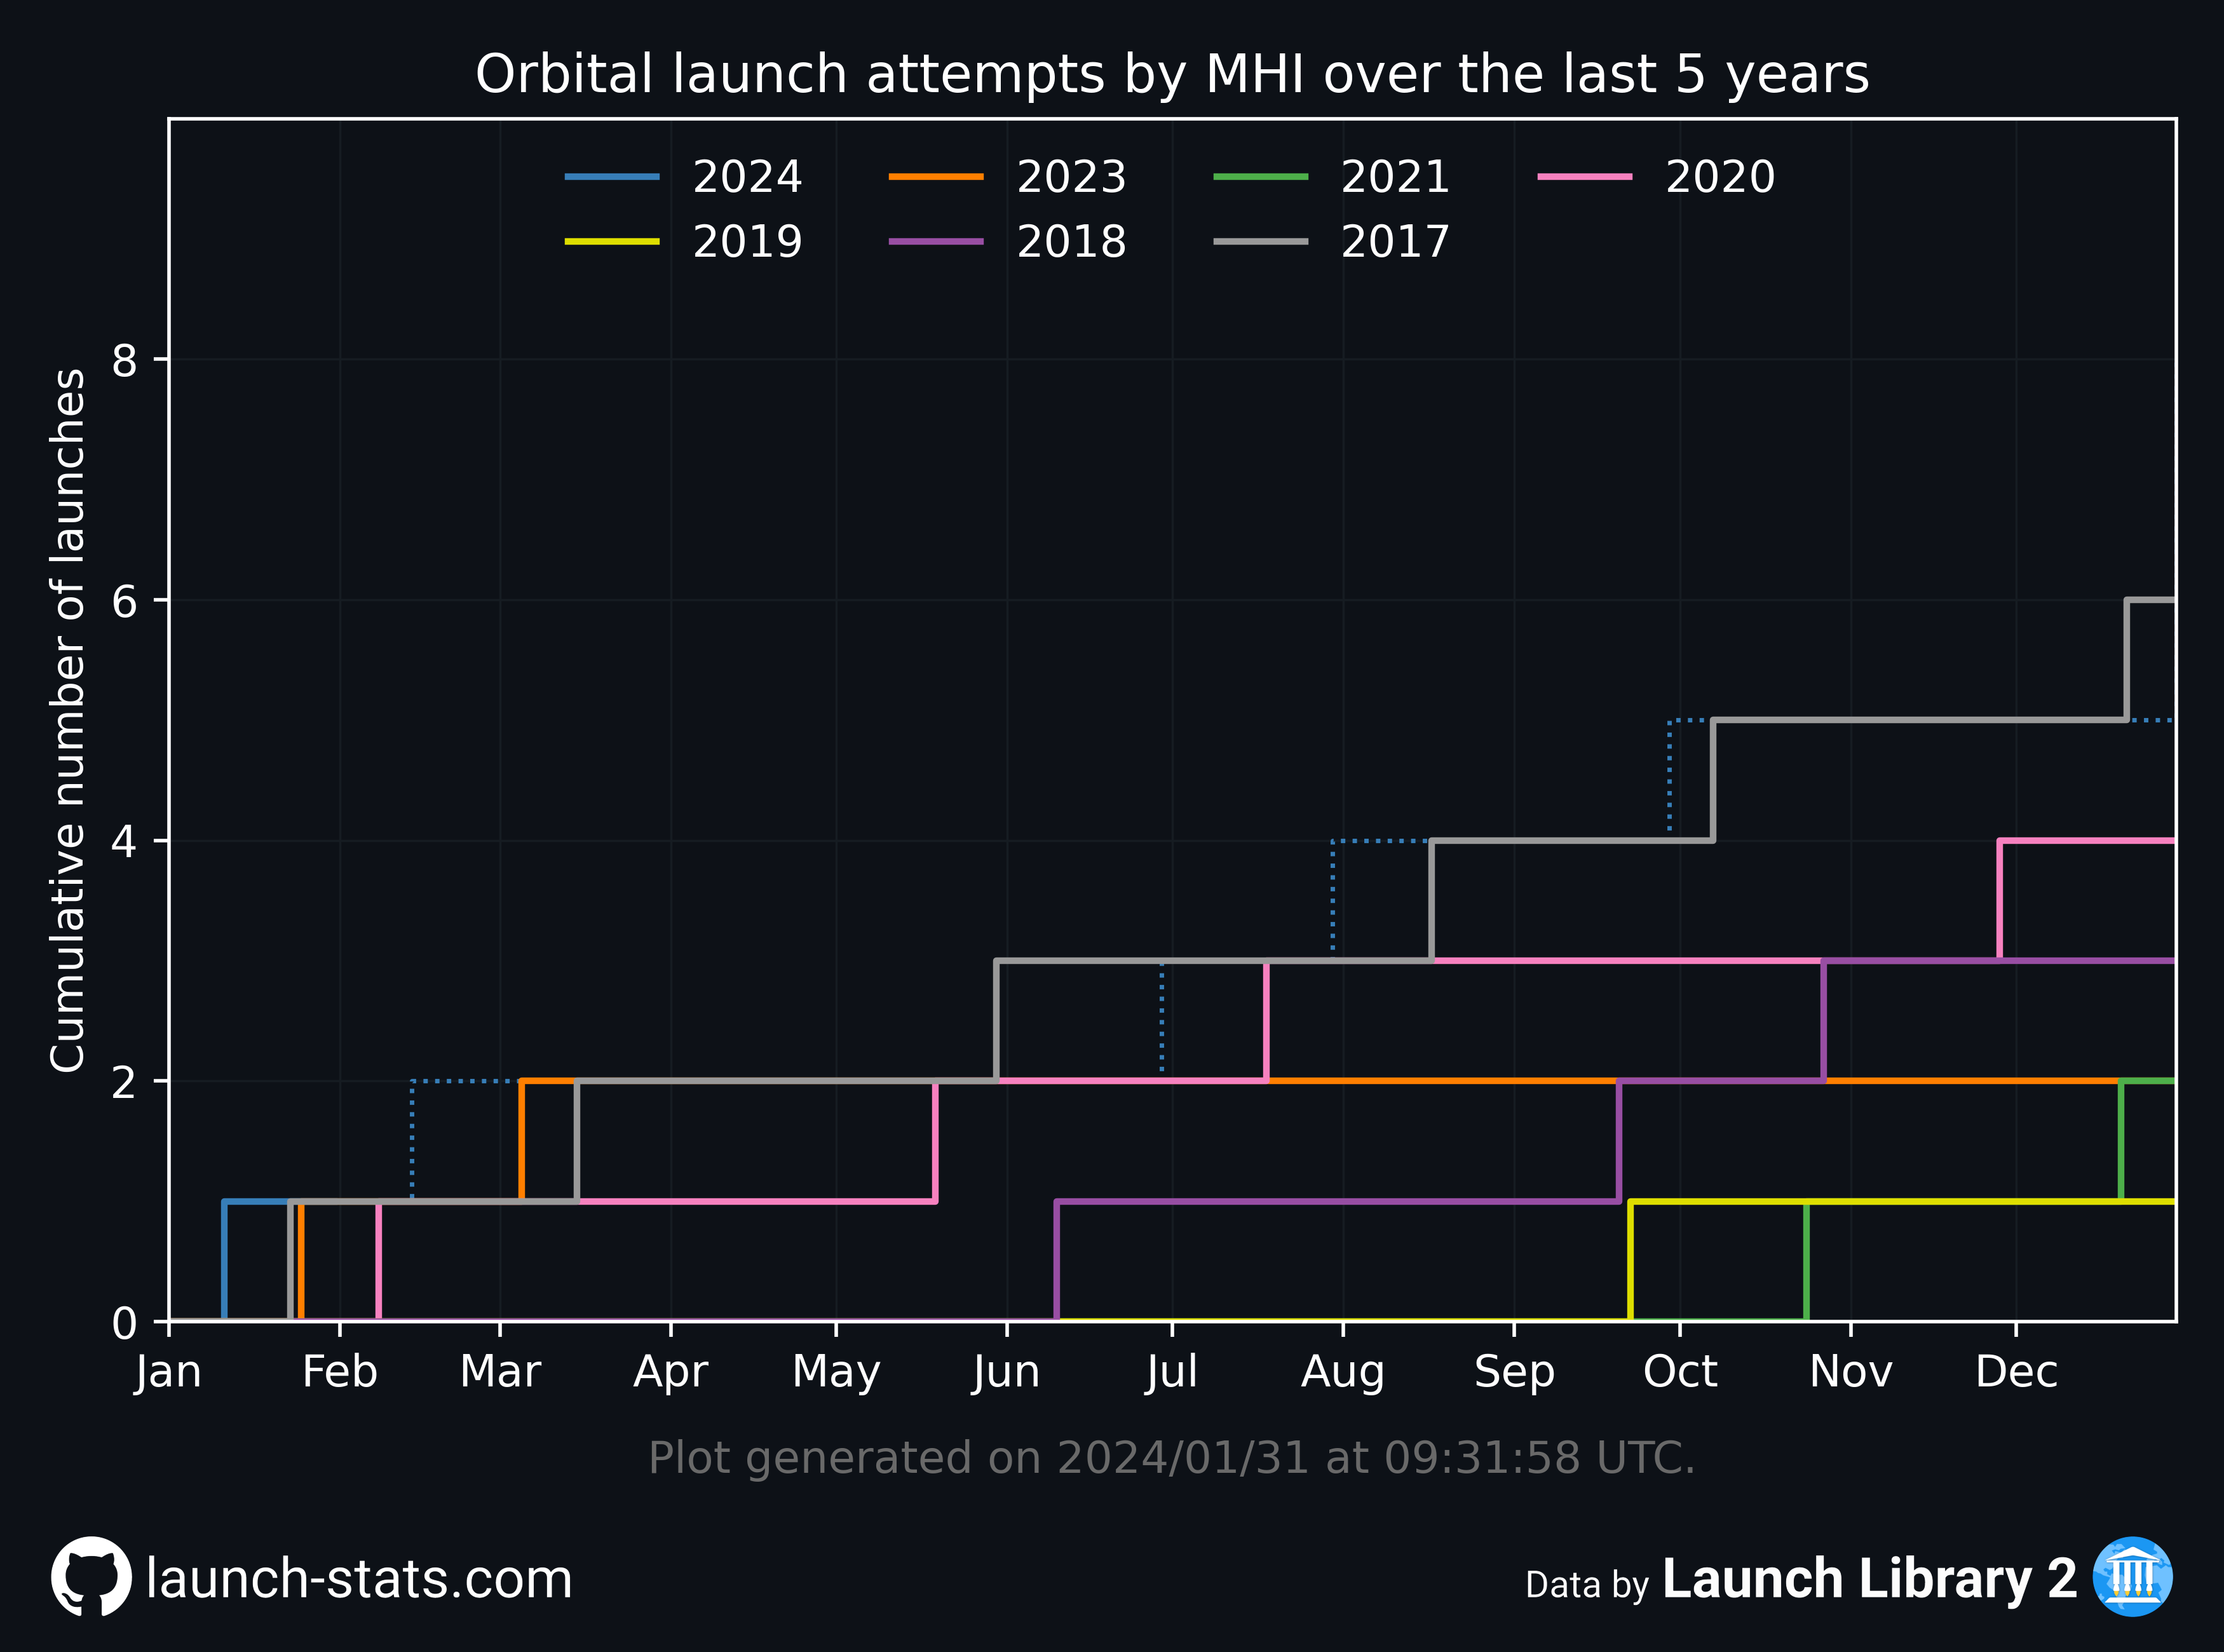 Orbital launch attempts by MHI over the last 5 years
2024 2023 2021 2020
2019 2018 2017
Cumulative number of launches
8
6
4
2
0
Jan Feb Mar Apr May Jun Jul Aug Sep Oct Nov Dec
Plot generated on 2024/01/31 at 09:31:58 UTC.
launch-stats.com
Data by Launch Library 2